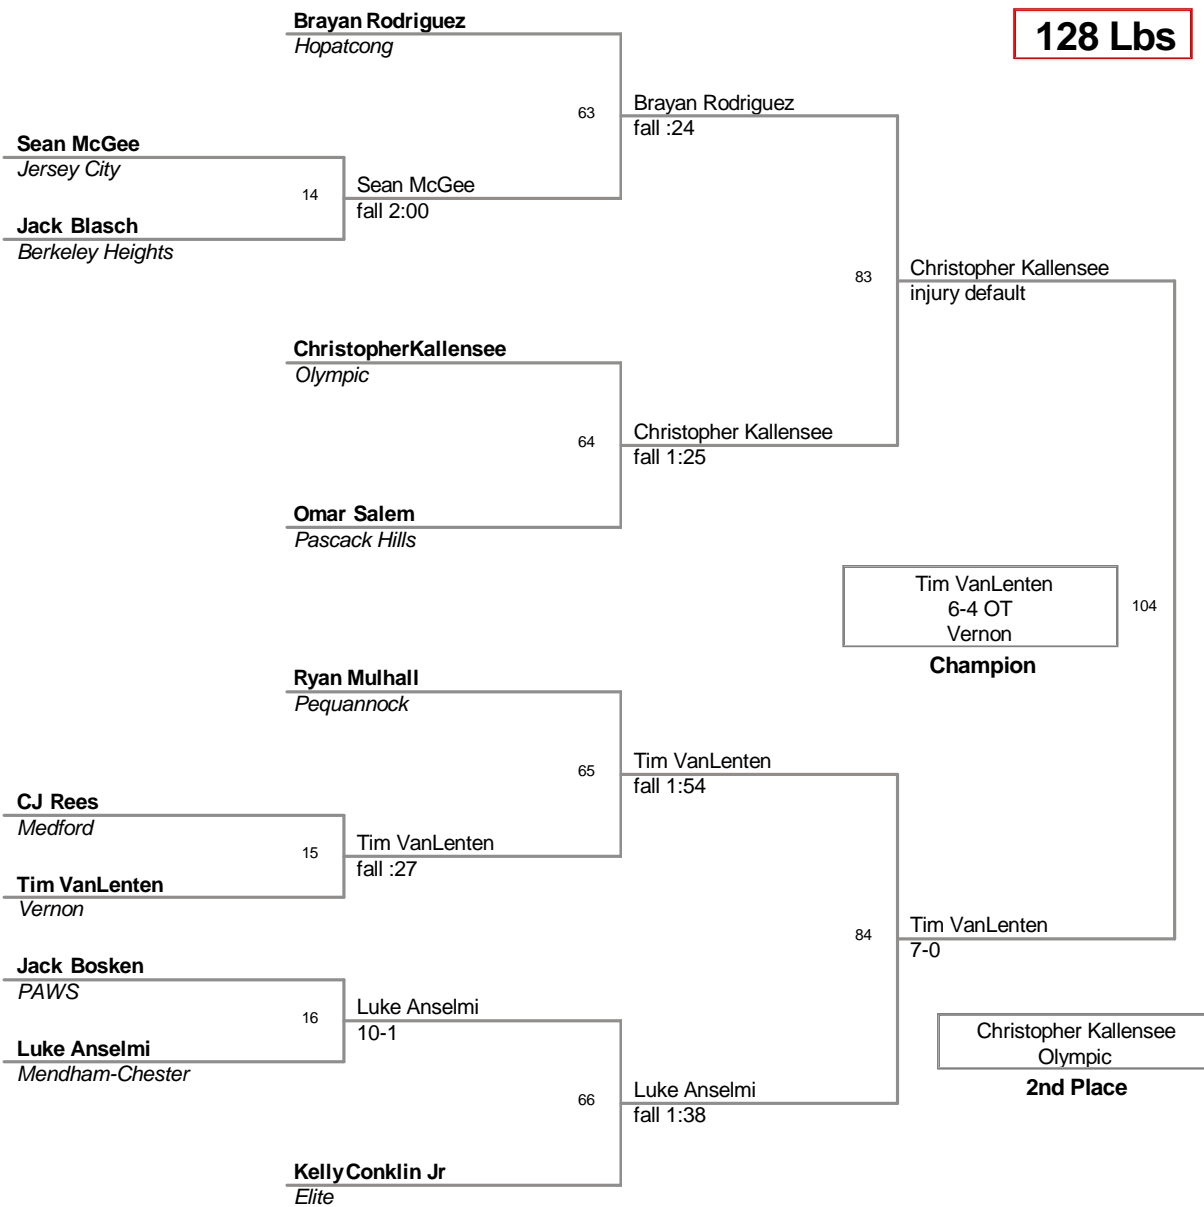 Brayan Rodriguez
Hopatcong
128 Lbs
63
Brayan Rodriguez
fall :24
Sean McGee
Jersey City
14
Sean McGee
fall 2:00
Jack Blasch
Berkeley Heights
83
Christopher Kallensee
injury default
ChristopherKallensee
Olympic
64
Christopher Kallensee
fall 1:25
Omar Salem
Pascack Hills
Tim VanLenten
6-4 OT
Vernon
104
Champion
Ryan Mulhall
Pequannock
65
Tim VanLenten
fall 1:54
CJ Rees
Medford
15
Tim VanLenten
fall :27
Tim VanLenten
Vernon
84
Tim VanLenten
7-0
Jack Bosken
PAWS
16
Luke Anselmi
10-1
Luke Anselmi
Mendham-Chester
Christopher Kallensee
Olympic
2nd Place
66
Luke Anselmi
fall 1:38
KellyConklin Jr
Elite